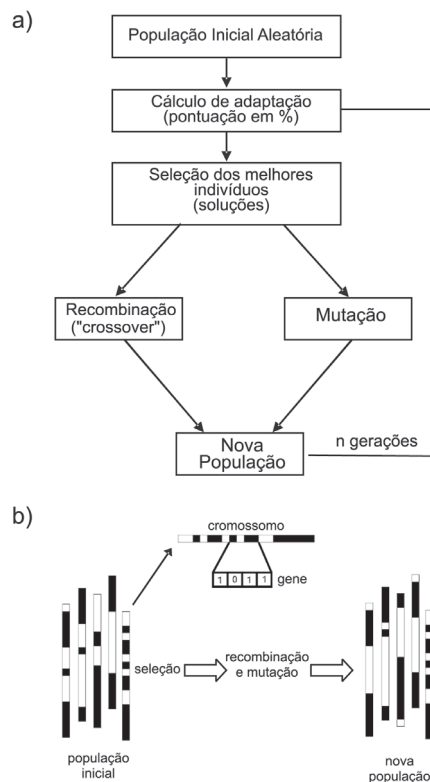 a)
População Inicial Aleatória
Cálculo de adaptação
(pontuação em %)
Seleção dos melhores
indivíduos
(soluções)
Recombinação
("crossover")
Mutação
Nova
População
n gerações
b)
cromossomo
1 0 1 1
gene
seleção
recombinação
e mutação
população
inicial
nova
população